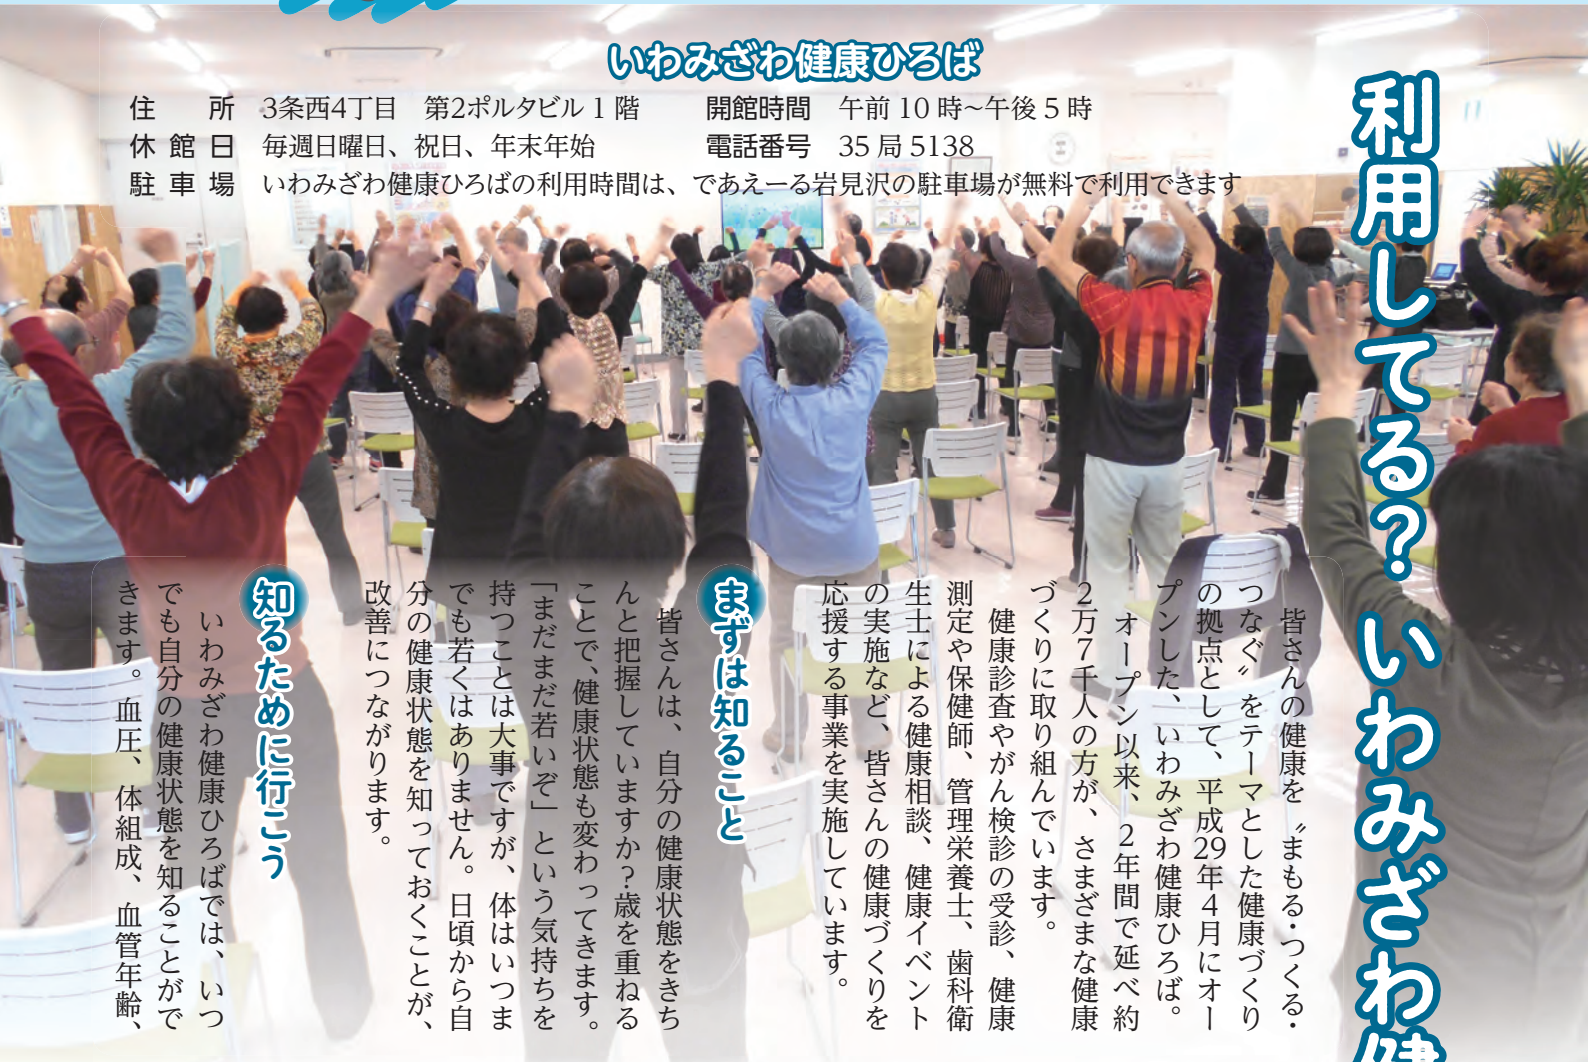 いわみざわ健康ひろば
住所 3条西4丁目 第2ポルタビル1階
開館時間 午前10時～午後5時
休館日 毎週日曜日、祝日、年末年始
電話番号 35局5138
駐車場 いわみざわ健康ひろばの利用時間は、であえーる岩見沢の駐車場が無料で利用できます
利用してる？ いわみざわ健
皆さんの健康を〝まもる・つくる・
つなぐ〟をテーマとした健康づくり
の拠点として、平成29年4月にオー
プンした、いわみざわ健康ひろば。
オープン以来、2年間で延べ約
2万7千人の方が、さまざまな健康
づくりに取り組んでいます。
健康診査やがん検診の受診、健康
測定や保健師、管理栄養士、歯科衛
生士による健康相談、健康イベント
の実施など、皆さんの健康づくりを
応援する事業を実施しています。
まずは知ること
皆さんは、自分の健康状態をきち
んと把握していますか？歳を重ねる
ことで、健康状態も変わってきます。
「まだまだ若いぞ」という気持ちを
持つことは大事ですが、体はいつま
でも若くはありません。日頃から自
分の健康状態を知っておくことが、
改善につながります。
知るために行こう
いわみざわ健康ひろばでは、いつ
でも自分の健康状態を知ることがで
きます。血圧、体組成、血管年齢、